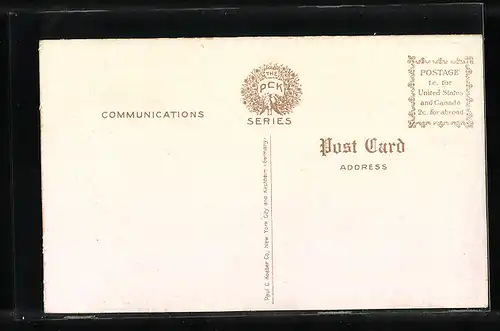 COMMUNICATIONS
THE
PCK
SERIES
POSTAGE
1c. for
United States
and Canada
2c. for abroad
Post Card
ADDRESS
Paul C. Koeber Co., New York City and Kirchheim (Germany).